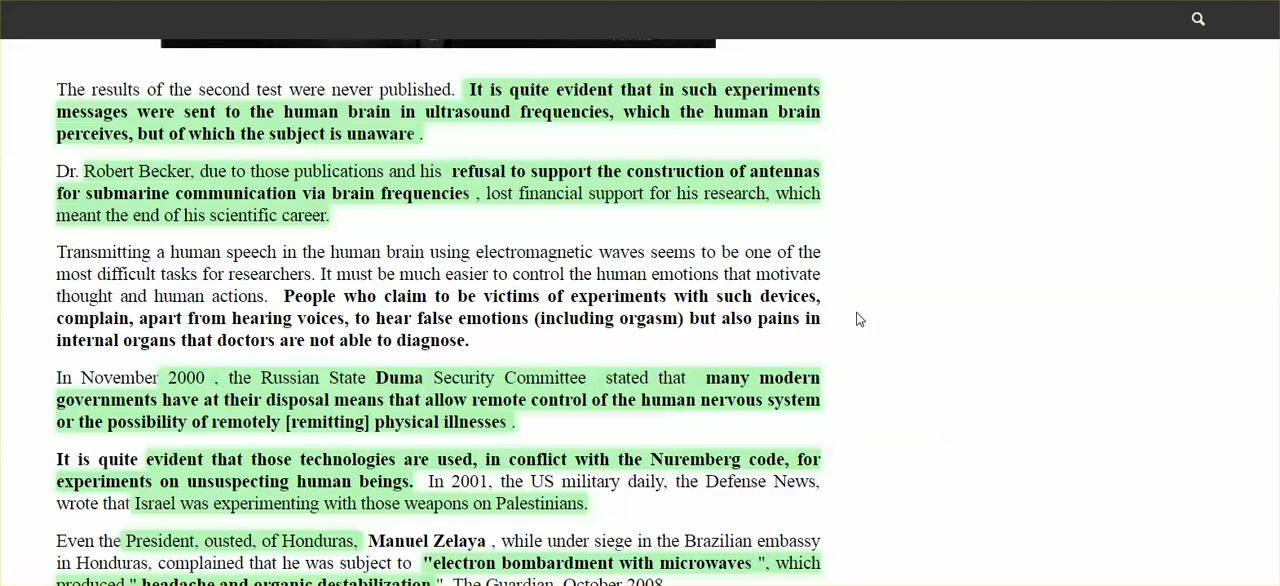 The results of the second test were never published. It is quite evident that in such experiments
messages were sent to the human brain in ultrasound frequencies, which the human brain
perceives, but of which the subject is unaware .
Dr. Robert Becker, due to those publications and his refusal to support the construction of antennas
for submarine communication via brain frequencies , lost financial support for his research, which
meant the end of his scientific career.
Transmitting a human speech in the human brain using electromagnetic waves seems to be one of the
most difficult tasks for researchers. It must be much easier to control the human emotions that motivate
thought and human actions. People who claim to be victims of experiments with such devices,
complain, apart from hearing voices, to hear false emotions (including orgasm) but also pains in
internal organs that doctors are not able to diagnose.
In November 2000 , the Russian State Duma Security Committee stated that many modern
governments have at their disposal means that allow remote control of the human nervous system
or the possibility of remotely [remitting] physical illnesses .
It is quite evident that those technologies are used, in conflict with the Nuremberg code, for
experiments on unsuspecting human beings. In 2001, the US military daily, the Defense News,
wrote that Israel was experimenting with those weapons on Palestinians.
Even the President, ousted, of Honduras, Manuel Zelaya , while under siege in the Brazilian embassy
in Honduras, complained that he was subject to "electron bombardment with microwaves ", which
produced " headache and organic destabilization ". The Guardian, October 2008